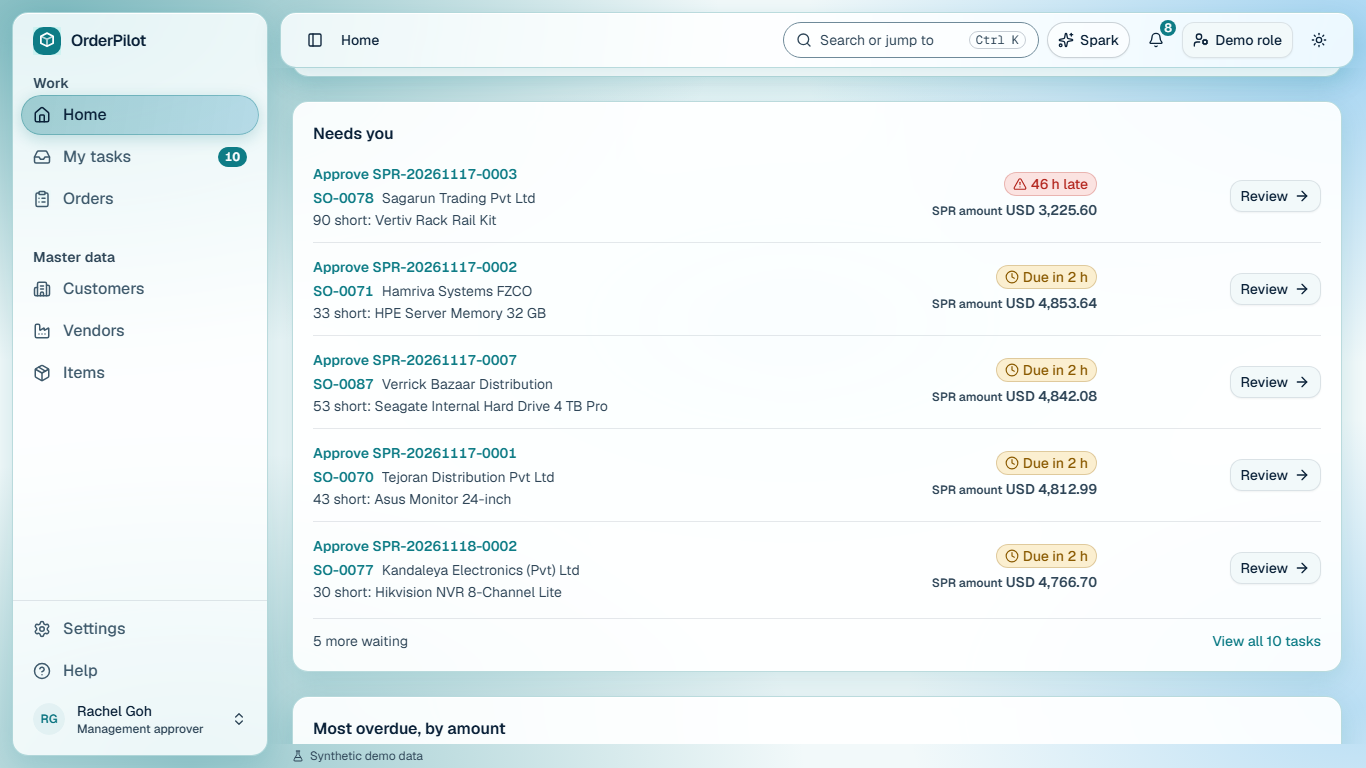 OrderPilot
Work
Home
My tasks 10
Orders
Master data
Customers
Vendors
Items
Settings
Help
RG
Rachel Goh
Management approver
Home
Search or jump to Ctrl K
Spark
8
Demo role
Needs you
Approve SPR-20261117-0003
SO-0078 Sagarun Trading Pvt Ltd
90 short: Vertiv Rack Rail Kit
46 h late
SPR amount USD 3,225.60
Review
Approve SPR-20261117-0002
SO-0071 Hamriva Systems FZCO
33 short: HPE Server Memory 32 GB
Due in 2 h
SPR amount USD 4,853.64
Review
Approve SPR-20261117-0007
SO-0087 Verrick Bazaar Distribution
53 short: Seagate Internal Hard Drive 4 TB Pro
Due in 2 h
SPR amount USD 4,842.08
Review
Approve SPR-20261117-0001
SO-0070 Tejoran Distribution Pvt Ltd
43 short: Asus Monitor 24-inch
Due in 2 h
SPR amount USD 4,812.99
Review
Approve SPR-20261118-0002
SO-0077 Kandaleya Electronics (Pvt) Ltd
30 short: Hikvision NVR 8-Channel Lite
Due in 2 h
SPR amount USD 4,766.70
Review
5 more waiting
View all 10 tasks
Most overdue, by amount
Synthetic demo data